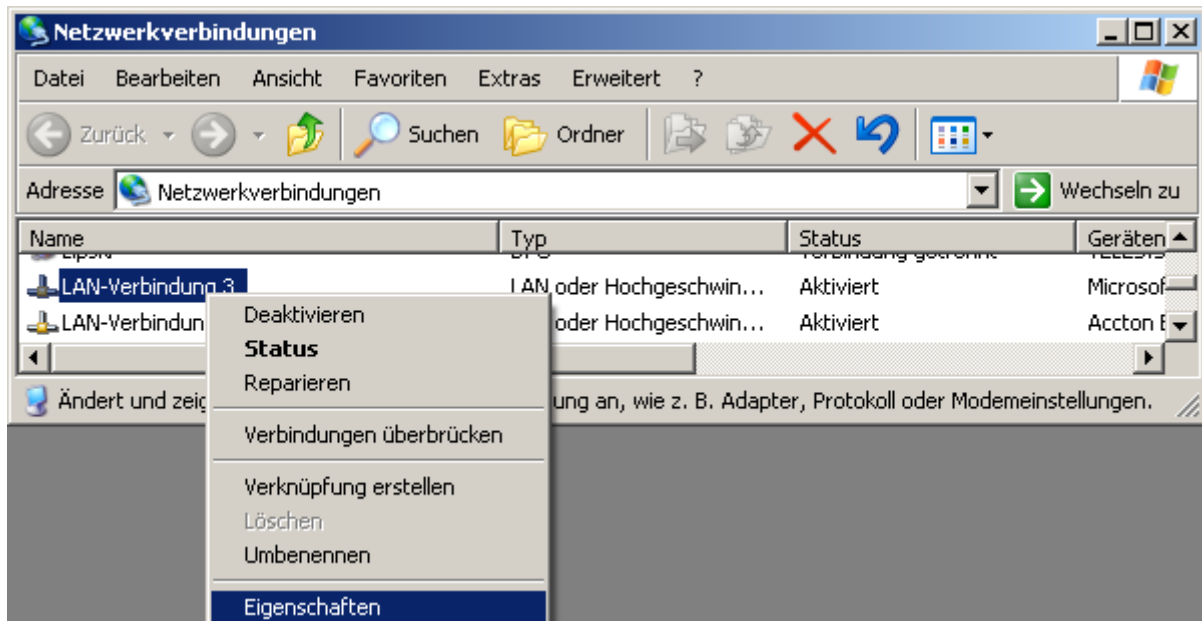 Netzwerkverbindungen
Datei Bearbeiten Ansicht Favoriten Extras Erweitert ?
Zurück Suchen Ordner
Adresse Netzwerkverbindungen Wechseln zu
Name Typ Status Geräten
LAN-Verbindung 3 LAN oder Hochgeschwin... Aktiviert Microsof
LAN-Verbindun oder Hochgeschwin... Aktiviert Accton
Ändert und zeig ung an, wie z. B. Adapter, Protokoll oder Modemeinstellungen.
Deaktivieren
Status
Reparieren
Verbindungen überbrücken
Verknüpfung erstellen
Löschen
Umbenennen
Eigenschaften